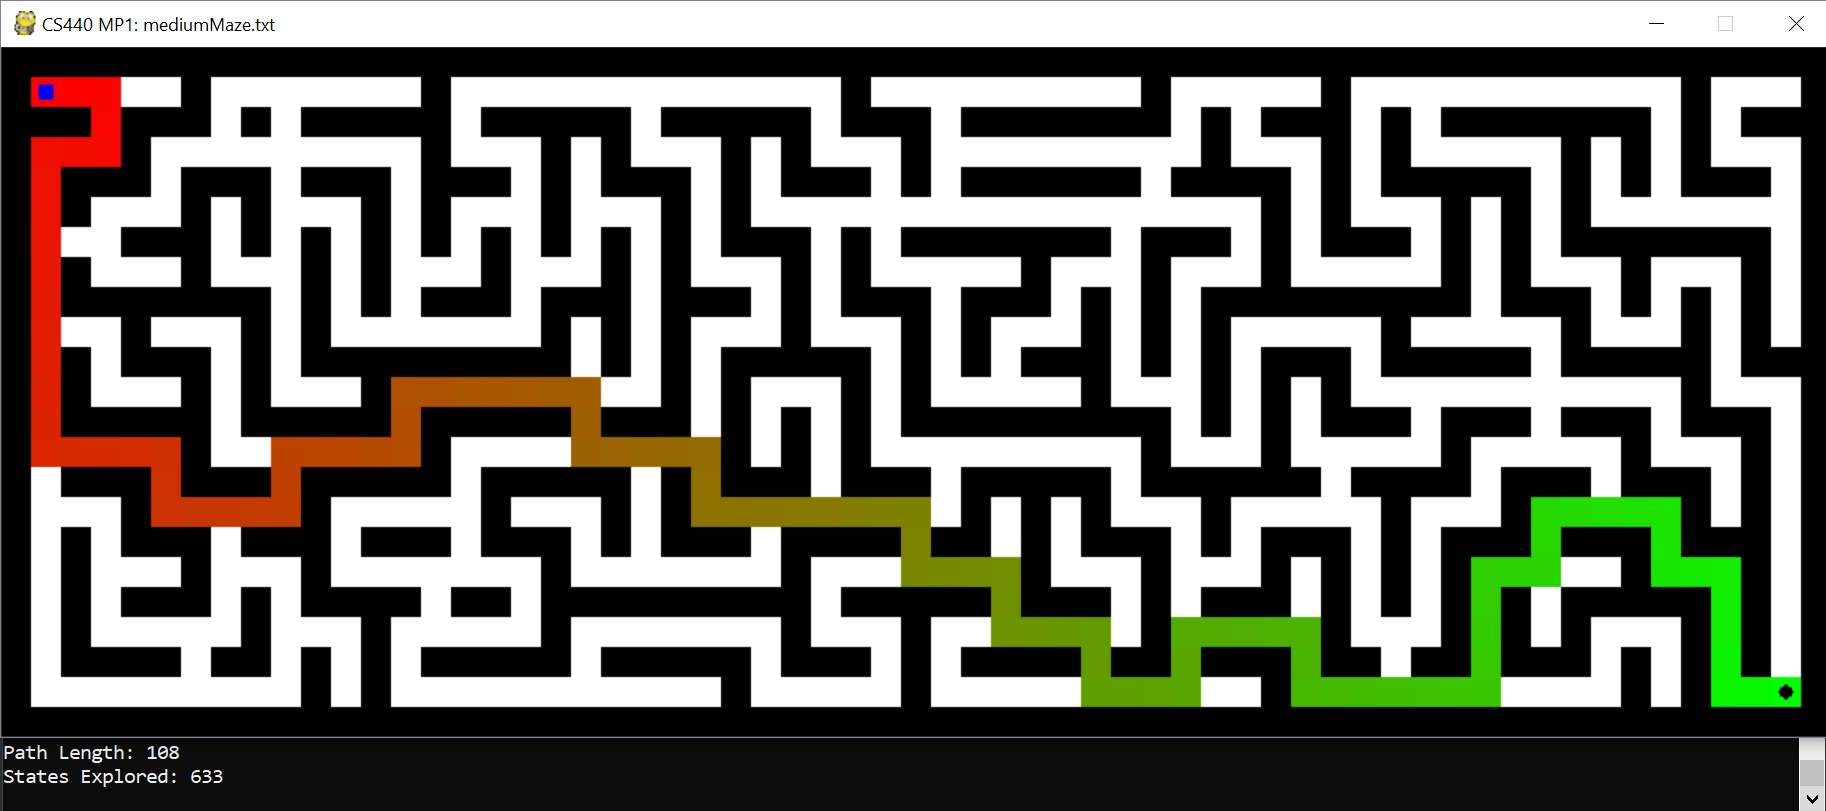 CS440 MP1: mediumMaze.txt
Path Length: 108
States Explored: 633